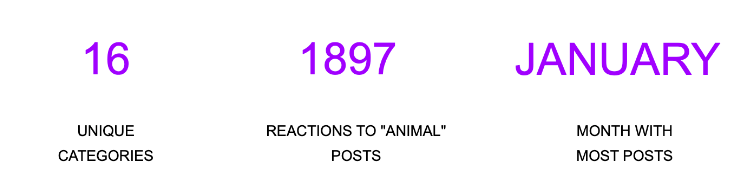 16
UNIQUE
CATEGORIES
1897
REACTIONS TO "ANIMAL"
POSTS
JANUARY
MONTH WITH
MOST POSTS